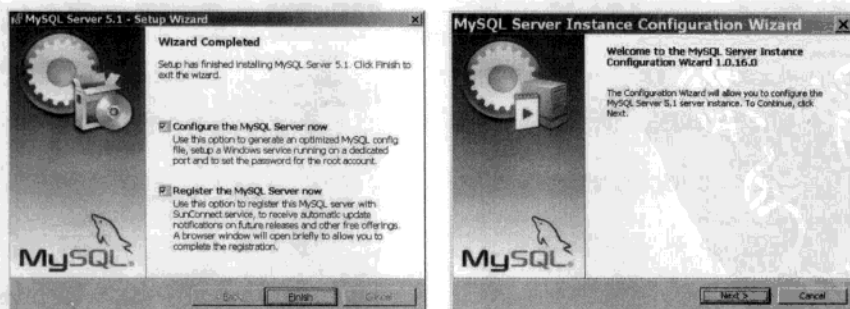 MySQL Server 5.1 - Setup Wizard
Wizard Completed
Setup has finished installing MySQL Server 5.1. Click Finish to
exit the wizard.
Configure the MySQL Server now
Use this option to generate an optimized MySQL config
file, setup a Windows service running on a dedicated
port and to set the password for the root account.
Register the MySQL Server now
Use this option to register this MySQL server with
SunConnect service, to receive automatic update
notifications on future releases and other free offerings.
A browser window will open briefly to allow you to
complete the registration.
MySQL.
< Back
Finish
Cancel
MySQL Server Instance Configuration Wizard
Welcome to the MySQL Server Instance
Configuration Wizard 1.0.16.0
The Configuration Wizard will allow you to configure the
MySQL Server 5.1 server instance. To Continue, click
Next.
MySQL.
Next >
Cancel